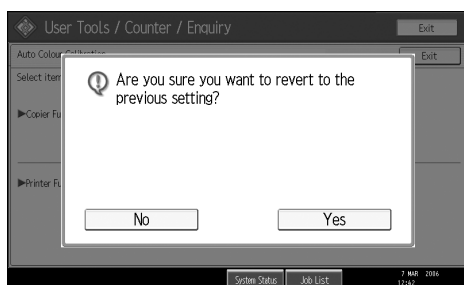 User Tools / Counter / Enquiry
Exit
Auto Colour Calibration
Exit
Select item
Are you sure you want to revert to the
previous setting?
►Copier Fu
►Printer Fu
No
Yes
System Status
Job List
7 MAR 2006
17:42